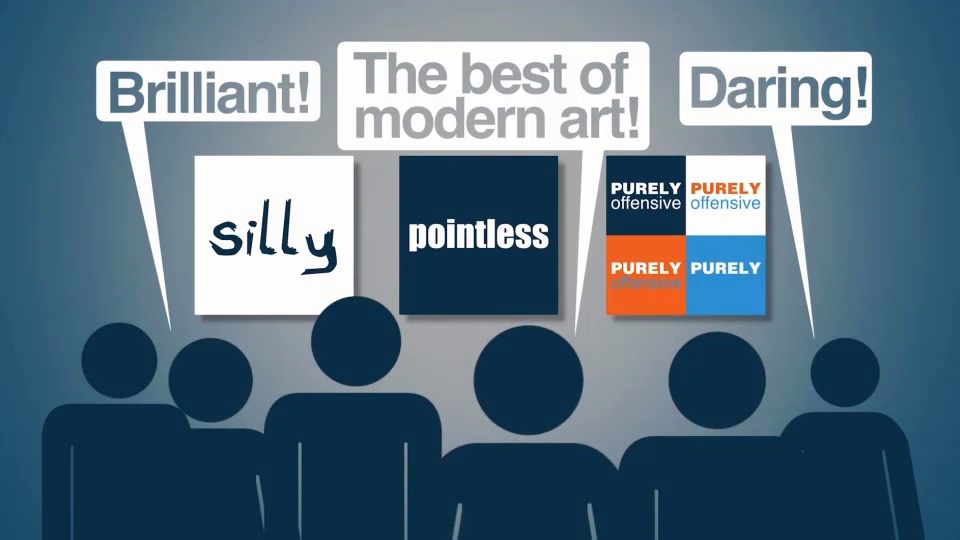 Brilliant!
The best of
modern art!
Daring!
silly
pointless
PURELY
offensive
PURELY
offensive
PURELY
offensive
PURELY